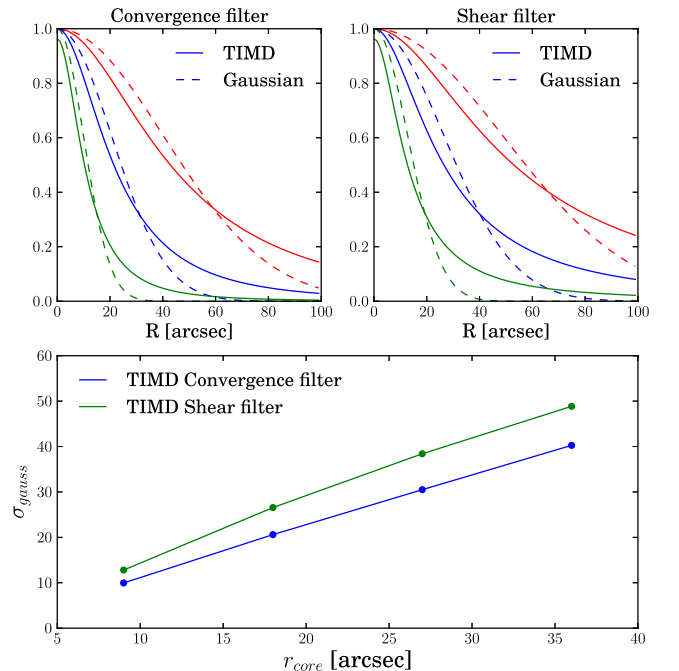 Convergence filter
1.0
0.8
0.6
0.4
0.2
0.0
0 20 40 60 80 100
R [arcsec]
TIMD
Gaussian
Shear filter
1.0
0.8
0.6
0.4
0.2
0.0
0 20 40 60 80 100
R [arcsec]
TIMD
Gaussian
60
50
40
30
20
10
0
σgauss
TIMD Convergence filter
TIMD Shear filter
5 10 15 20 25 30 35 40
rcore [arcsec]